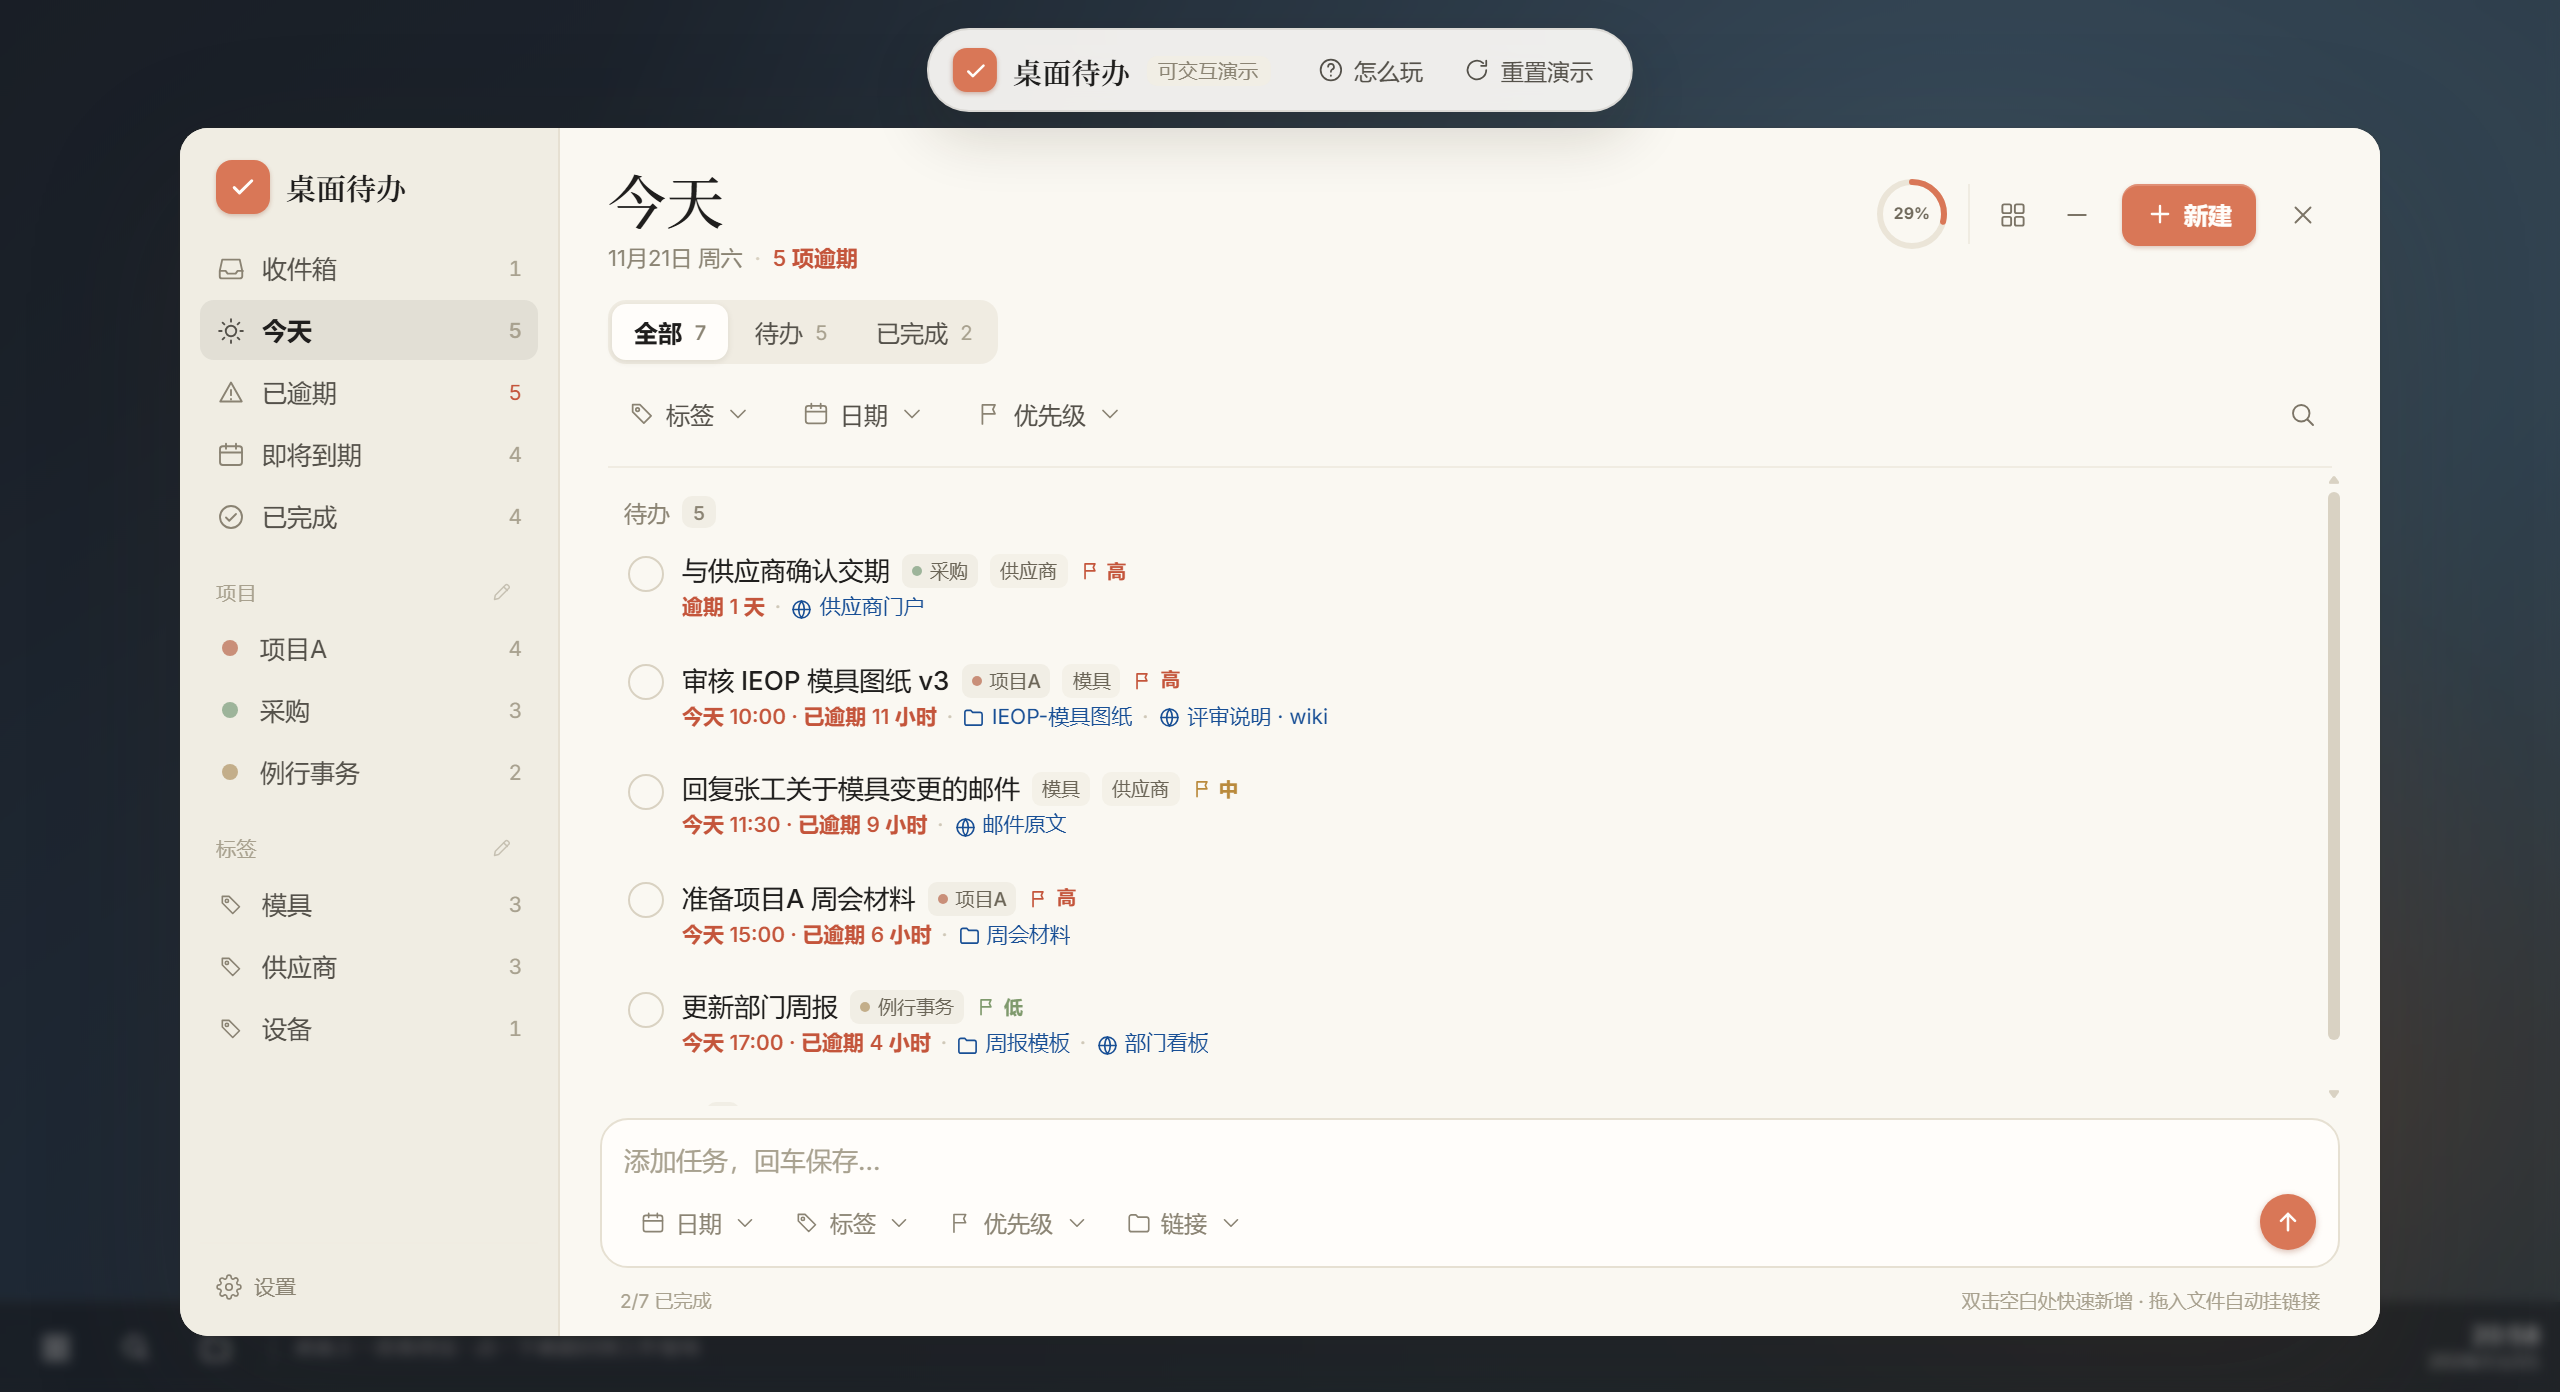 桌面待办 可交互演示 怎么玩 重置演示
桌面待办
收件箱 1
今天 5
已逾期 5
即将到期 4
已完成 4
项目
项目A 4
采购 3
例行事务 2
标签
模具 3
供应商 3
设备 1
设置
今天
11月21日 周六 · 5 项逾期
29%
新建
全部 7 待办 5 已完成 2
标签 日期 优先级
待办 5
与供应商确认交期 采购 供应商 高
逾期 1 天 · 供应商门户
审核 IEOP 模具图纸 v3 项目A 模具 高
今天 10:00 · 已逾期 11 小时 · IEOP-模具图纸 · 评审说明 · wiki
回复张工关于模具变更的邮件 模具 供应商 中
今天 11:30 · 已逾期 9 小时 · 邮件原文
准备项目A 周会材料 项目A 高
今天 15:00 · 已逾期 6 小时 · 周会材料
更新部门周报 例行事务 低
今天 17:00 · 已逾期 4 小时 · 周报模板 · 部门看板
添加任务，回车保存...
日期 标签 优先级 链接
2/7 已完成
双击空白处快速新增 · 拖入文件自动挂链接